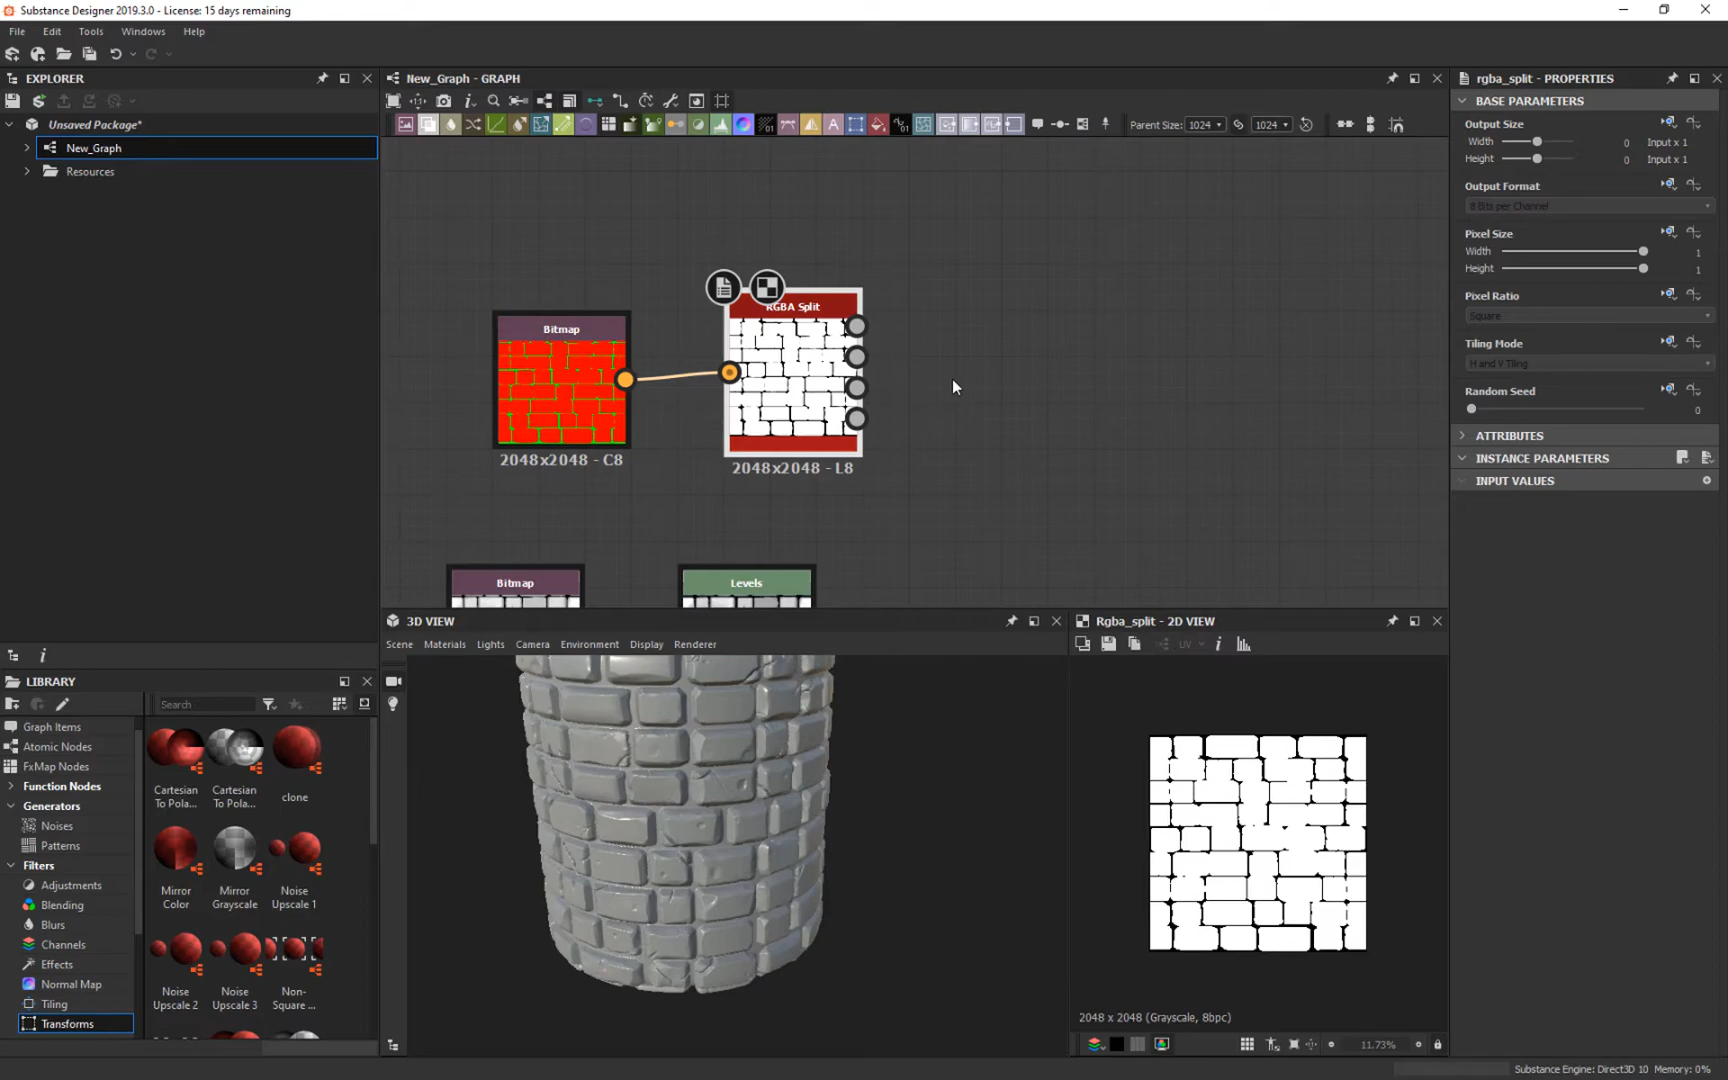 Substance Designer 2019.3.0 - License: 15 days remaining
File Edit Tools Windows Help
EXPLORER
Unsaved Package*
New_Graph
Resources
New_Graph - GRAPH
Parent Size: 1024 1024
Bitmap
2048x2048 - C8
RGBA Split
2048x2048 - L8
Bitmap
Levels
rgba_split - PROPERTIES
BASE PARAMETERS
Output Size
Width 0 Input x 1
Height 0 Input x 1
Output Format
8 Bits per Channel
Pixel Size
Width 1
Height 1
Pixel Ratio
Square
Tiling Mode
H and V Tiling
Random Seed
0
ATTRIBUTES
INSTANCE PARAMETERS
INPUT VALUES
LIBRARY
Search
Graph Items
Atomic Nodes
FxMap Nodes
Function Nodes
Generators
Noises
Patterns
Filters
Adjustments
Blurs
Blending
Channels
Effects
Normal Map
Tiling
Transforms
Cartesian To Pola...
Cartesian To Pola...
clone
Mirror Color
Mirror Grayscale
Noise Upscale 1
Noise Upscale 2
Noise Upscale 3
Non-Square ...
3D VIEW
Scene Materials Lights Camera Environment Display Renderer
Rgba_split - 2D VIEW
UV
2048 x 2048 (Grayscale, 8bpc)
11.73%
Substance Engine: Direct3D 10 Memory: 0%